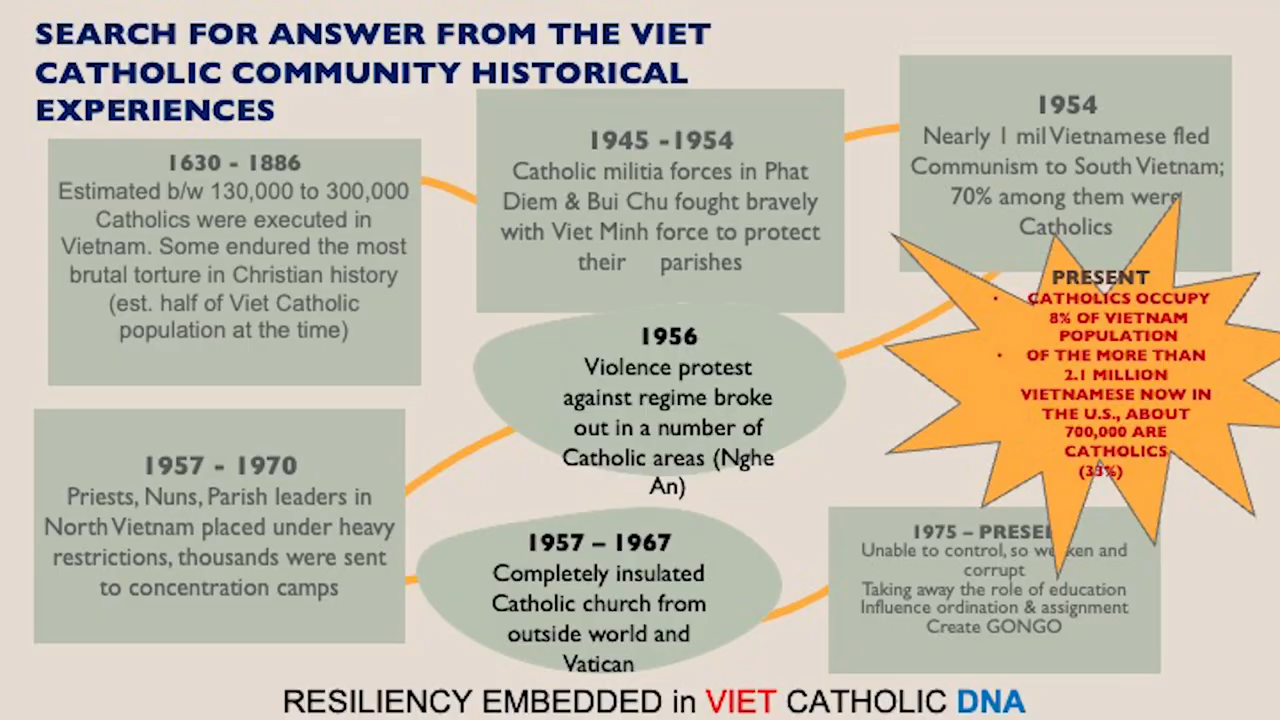 SEARCH FOR ANSWER FROM THE VIET
CATHOLIC COMMUNITY HISTORICAL
EXPERIENCES
1630 - 1886
Estimated b/w 130,000 to 300,000
Catholics were executed in
Vietnam. Some endured the most
brutal torture in Christian history
(est. half of Viet Catholic
population at the time)
1945 -1954
Catholic militia forces in Phat
Diem & Bui Chu fought bravely
with Viet Minh force to protect
their parishes
1954
Nearly 1 mil Vietnamese fled
Communism to South Vietnam;
70% among them were
Catholics
PRESENT
• CATHOLICS OCCUPY
8% OF VIETNAM
POPULATION
• OF THE MORE THAN
2.1 MILLION
VIETNAMESE NOW IN
THE U.S., ABOUT
700,000 ARE
CATHOLICS
(33%)
1956
Violence protest
against regime broke
out in a number of
Catholic areas (Nghe
An)
1957 - 1970
Priests, Nuns, Parish leaders in
North Vietnam placed under heavy
restrictions, thousands were sent
to concentration camps
1957 – 1967
Completely insulated
Catholic church from
outside world and
Vatican
1975 –
Unable to control, so and
corrupt
Taking away the role of education
Influence ordination & assignment
Create GONGO
RESILIENCY EMBEDDED in VIET CATHOLIC DNA